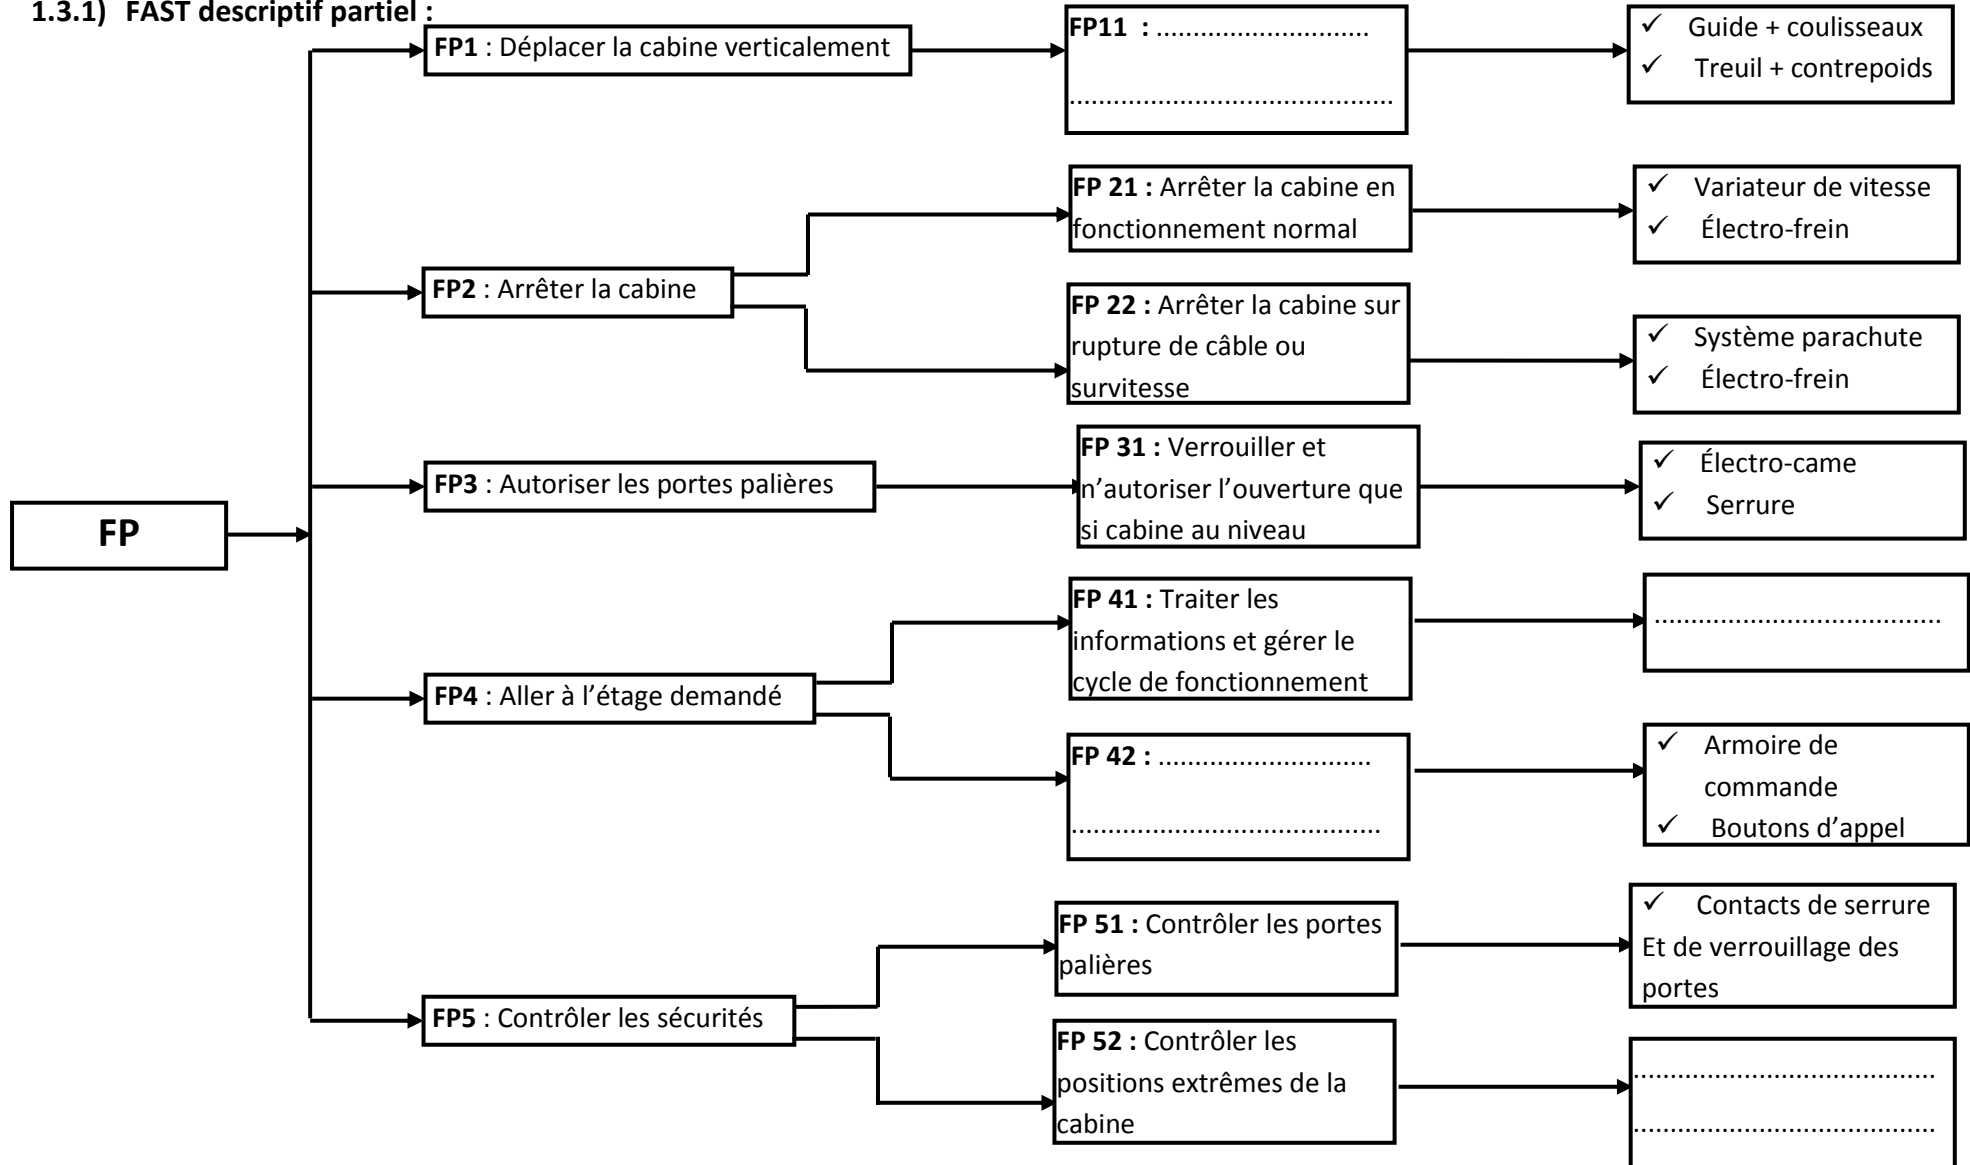 1.3.1) FAST descriptif partiel :
FP1 : Déplacer la cabine verticalement
FP11 : .............................
............................................
✓ Guide + coulisseaux
✓ Treuil + contrepoids
FP 21 : Arrêter la cabine en
fonctionnement normal
✓ Variateur de vitesse
✓ Électro-frein
FP2 : Arrêter la cabine
FP 22 : Arrêter la cabine sur
rupture de câble ou
survitesse
✓ Système parachute
✓ Électro-frein
FP3 : Autoriser les portes palières
FP 31 : Verrouiller et
n’autoriser l’ouverture que
si cabine au niveau
✓ Électro-came
✓ Serrure
FP
FP 41 : Traiter les
informations et gérer le
cycle de fonctionnement
.......................................
FP4 : Aller à l’étage demandé
FP 42 : .............................
..........................................
✓ Armoire de
commande
✓ Boutons d’appel
FP 51 : Contrôler les portes
palières
✓ Contacts de serrure
Et de verrouillage des
portes
FP5 : Contrôler les sécurités
FP 52 : Contrôler les
positions extrêmes de la
cabine
.........................................
.........................................